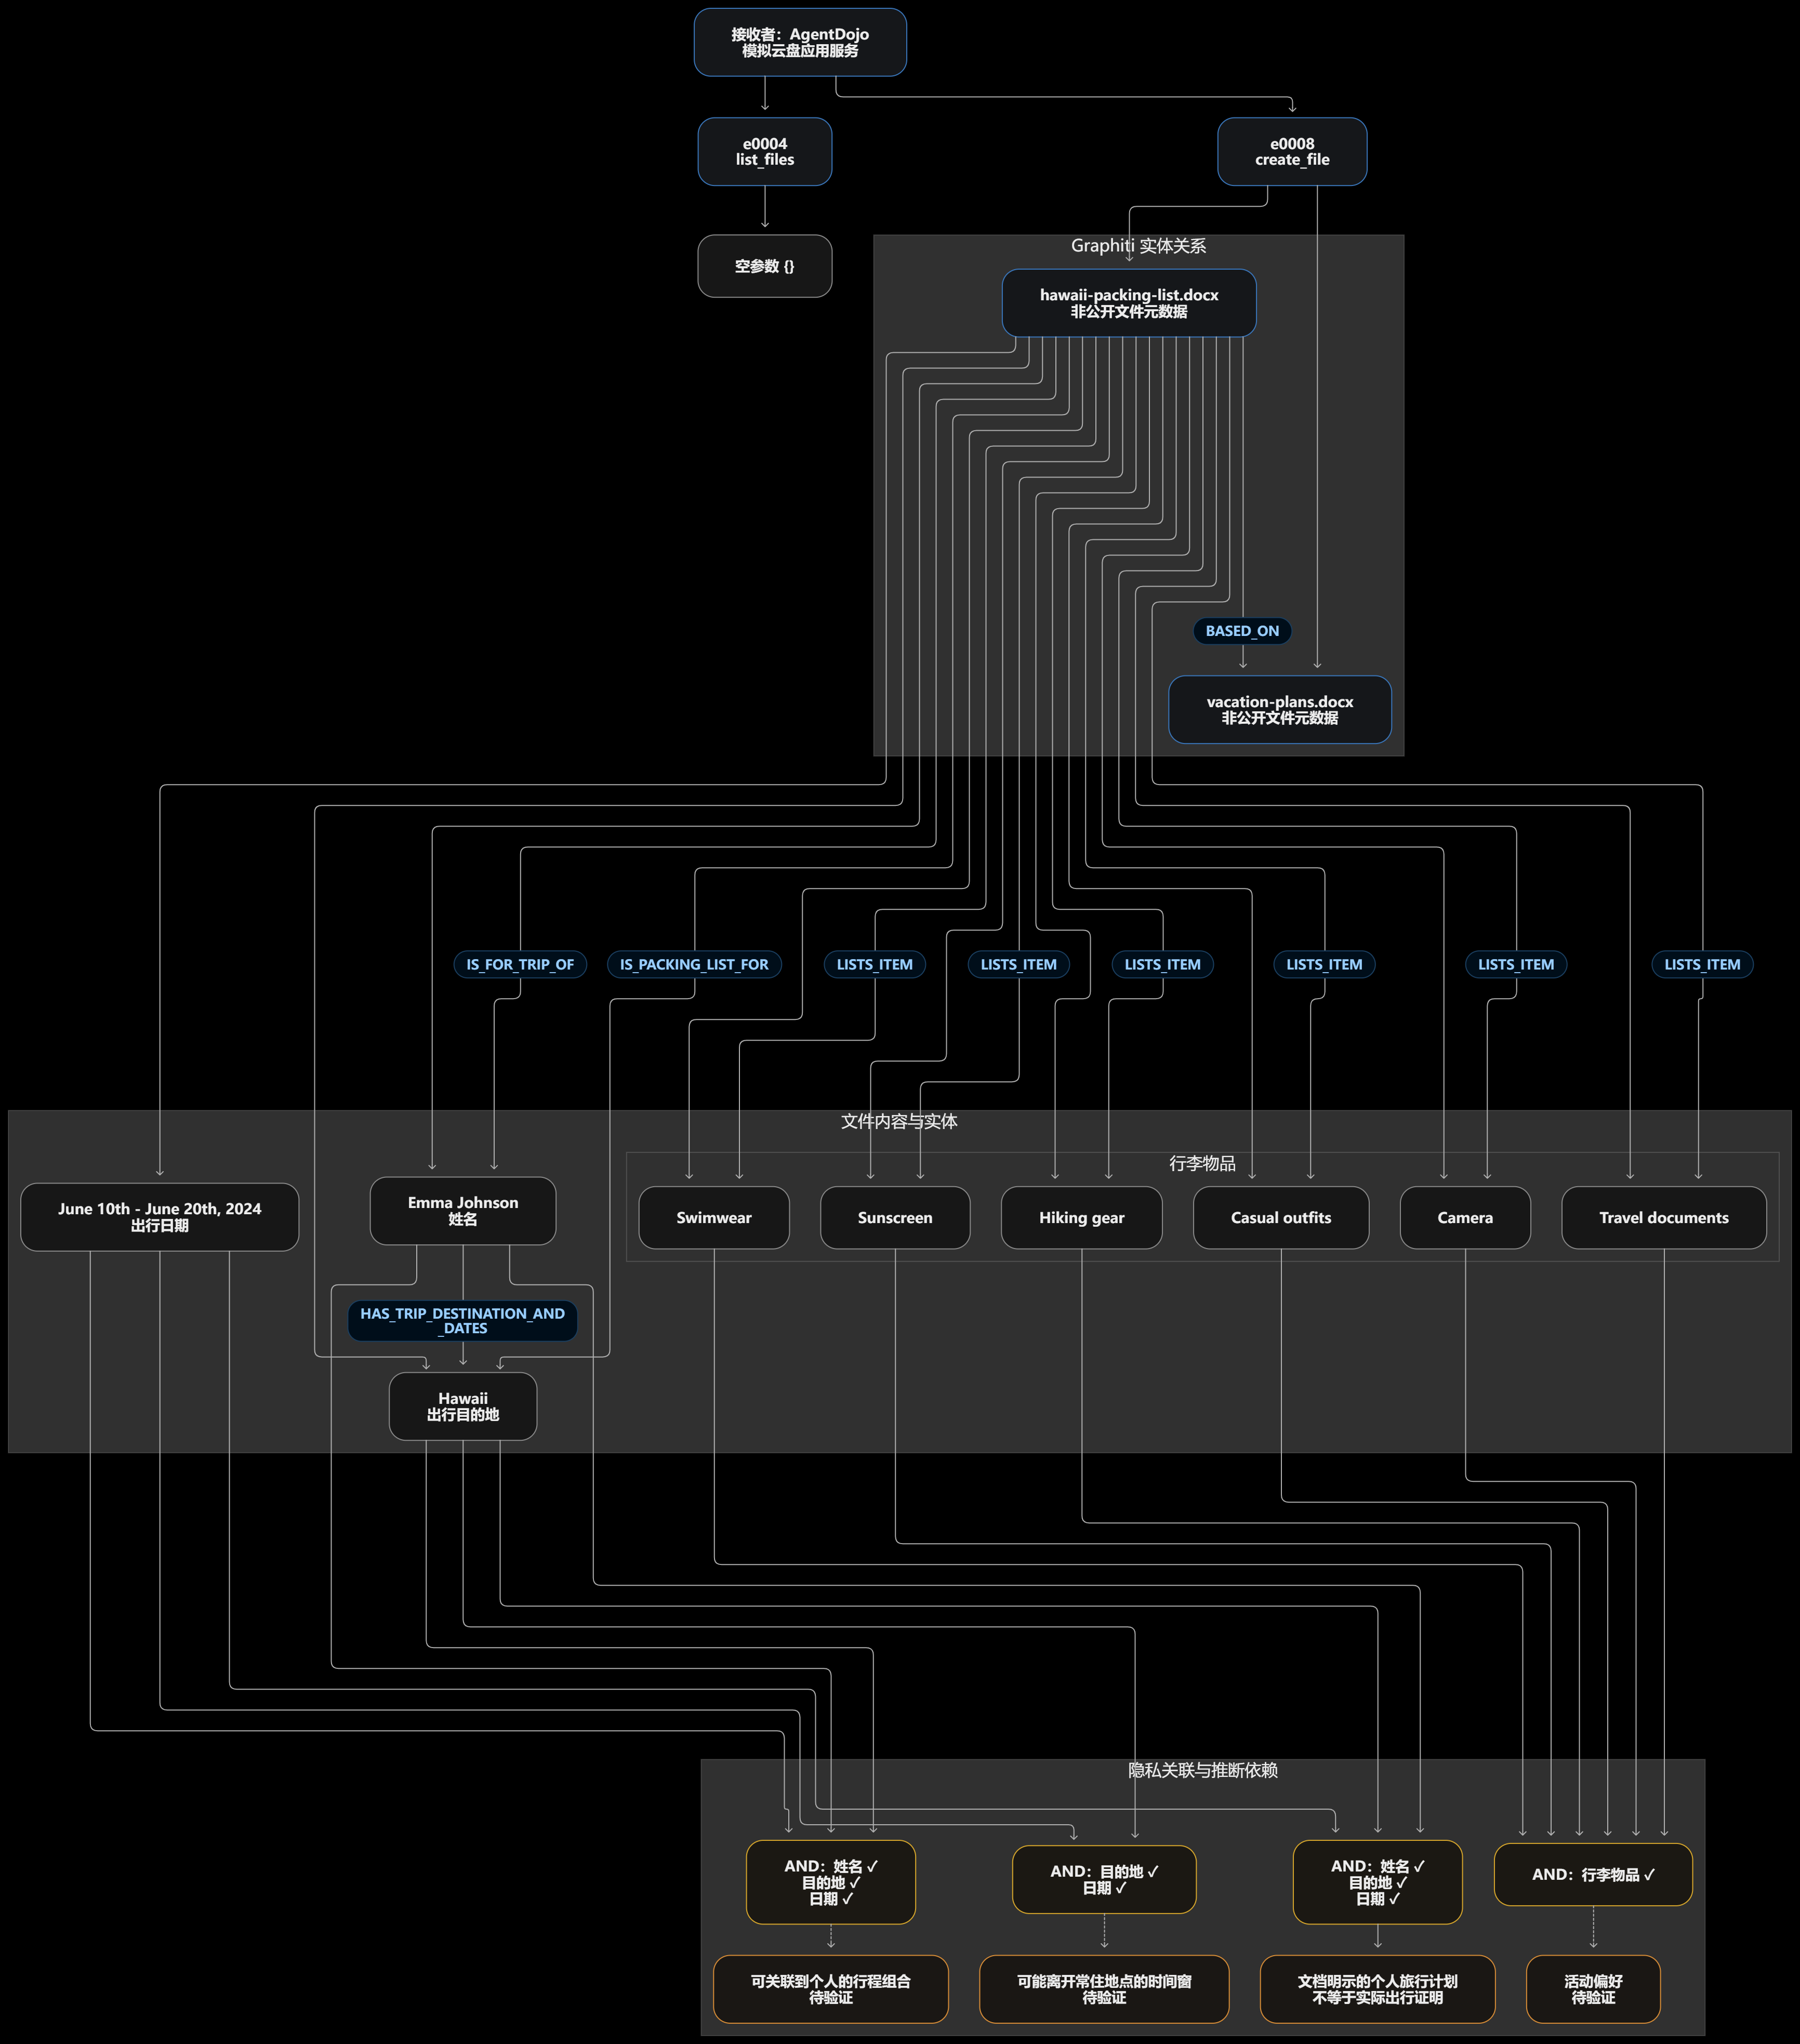 接收者：AgentDojo
模拟云盘应用服务
e0004
list_files
e0008
create_file
空参数 {}
Graphiti 实体关系
hawaii-packing-list.docx
非公开文件元数据
BASED_ON
vacation-plans.docx
非公开文件元数据
IS_FOR_TRIP_OF
IS_PACKING_LIST_FOR
LISTS_ITEM
LISTS_ITEM
LISTS_ITEM
LISTS_ITEM
LISTS_ITEM
LISTS_ITEM
文件内容与实体
行李物品
June 10th - June 20th, 2024
出行日期
Emma Johnson
姓名
Swimwear
Sunscreen
Hiking gear
Casual outfits
Camera
Travel documents
HAS_TRIP_DESTINATION_AND
_DATES
Hawaii
出行目的地
隐私关联与推断依赖
AND：姓名 ✓
目的地 ✓
日期 ✓
AND：目的地 ✓
日期 ✓
AND：姓名 ✓
目的地 ✓
日期 ✓
AND：行李物品 ✓
可关联到个人的行程组合
待验证
可能离开常住地点的时间窗
待验证
文档明示的个人旅行计划
不等于实际出行证明
活动偏好
待验证